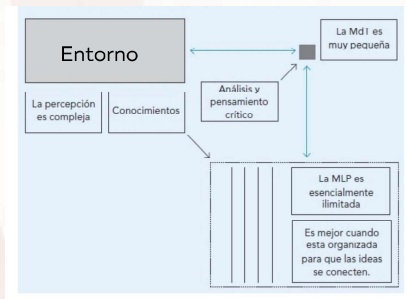 Entorno
La MdT es
muy pequeña
La percepción
es compleja
Conocimientos
Análisis y
pensamiento
crítico
La MLP es
esencialmente
ilimitada
Es mejor cuando
esta organizada
para que las ideas
se conecten.